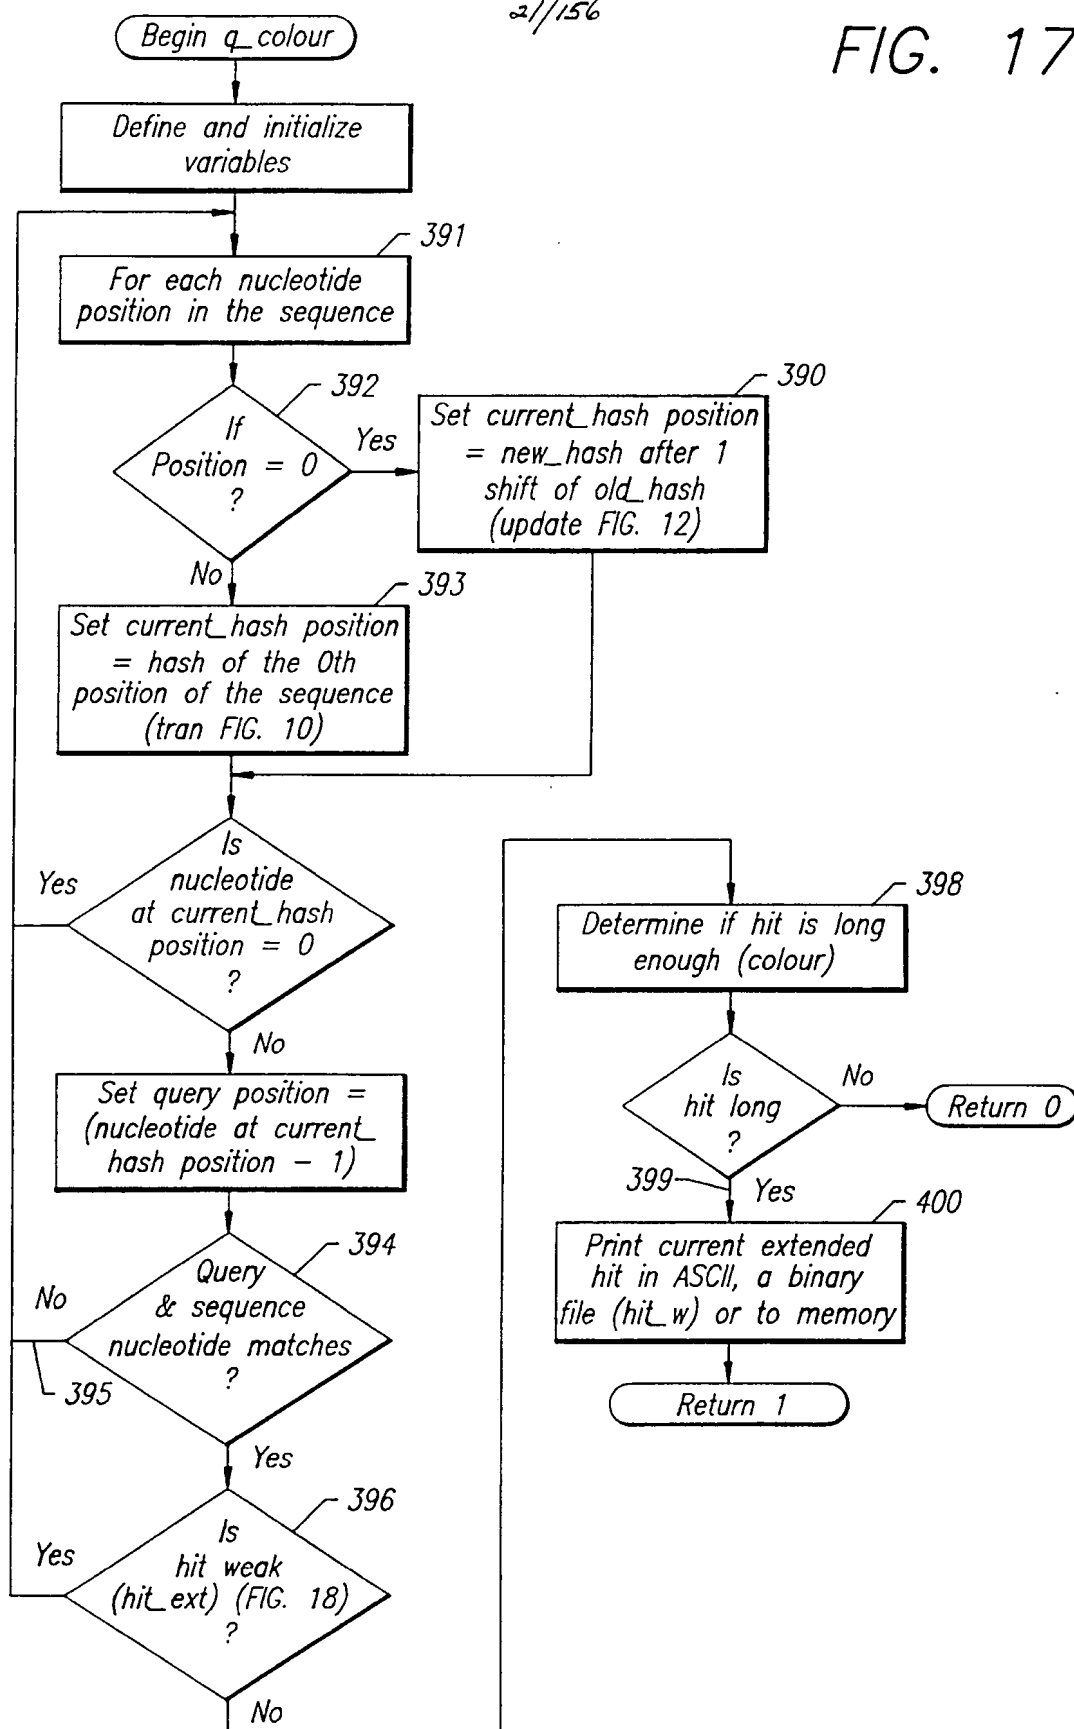 21/156
FIG. 17
Begin q_colour
Define and initialize
variables
391
For each nucleotide
position in the sequence
392
If
Position = 0
?
Yes
No
390
Set current_hash position
= new_hash after 1
shift of old_hash
(update FIG. 12)
393
Set current_hash position
= hash of the 0th
position of the sequence
(tran FIG. 10)
Is
nucleotide
at current_hash
position = 0
?
Yes
No
Set query position =
(nucleotide at current_
hash position - 1)
394
Query
& sequence
nucleotide matches
?
No
395
Yes
396
Is
hit weak
(hit_ext) (FIG. 18)
?
Yes
No
398
Determine if hit is long
enough (colour)
Is
hit long
?
No
Return 0
399
Yes
400
Print current extended
hit in ASCII, a binary
file (hit_w) or to memory
Return 1